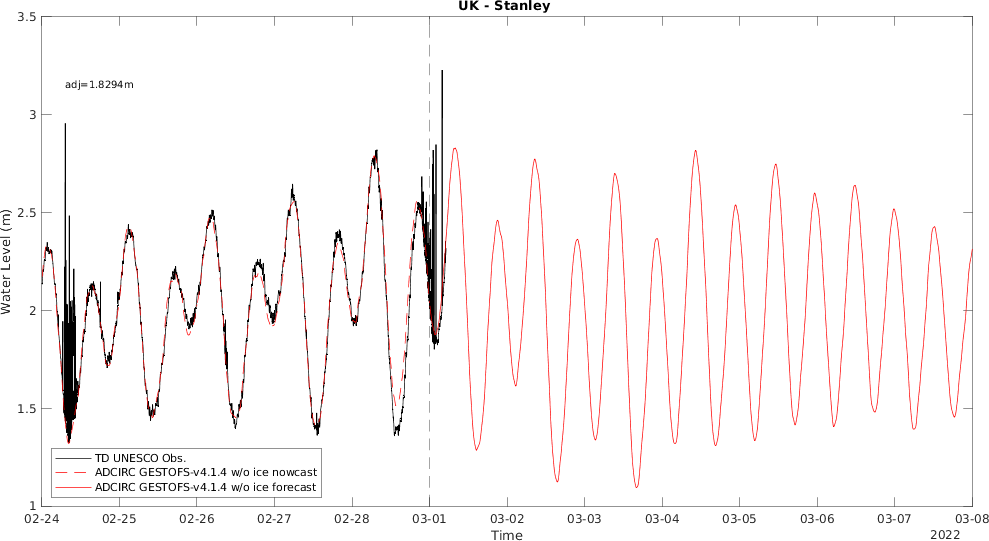 UK - Stanley
3.5
adj=1.8294m
3
2.5
Water Level (m)
2
1.5
TD UNESCO Obs.
ADCIRC GESTOFS-v4.1.4 w/o ice nowcast
ADCIRC GESTOFS-v4.1.4 w/o ice forecast
1
02-24 02-25 02-26 02-27 02-28 03-01 03-02 03-03 03-04 03-05 03-06 03-07 03-08
Time
2022